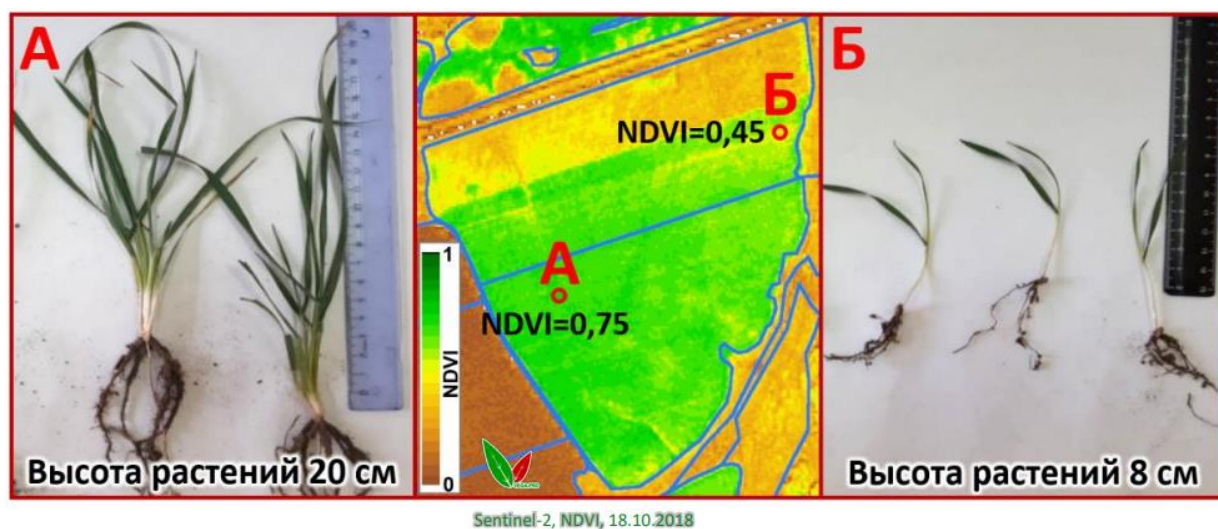 А
Высота растений 20 см
Б
NDVI=0,45
А
NDVI=0,75
1
NDVI
0
Б
Высота растений 8 см
Sentinel-2, NDVI, 18.10.2018